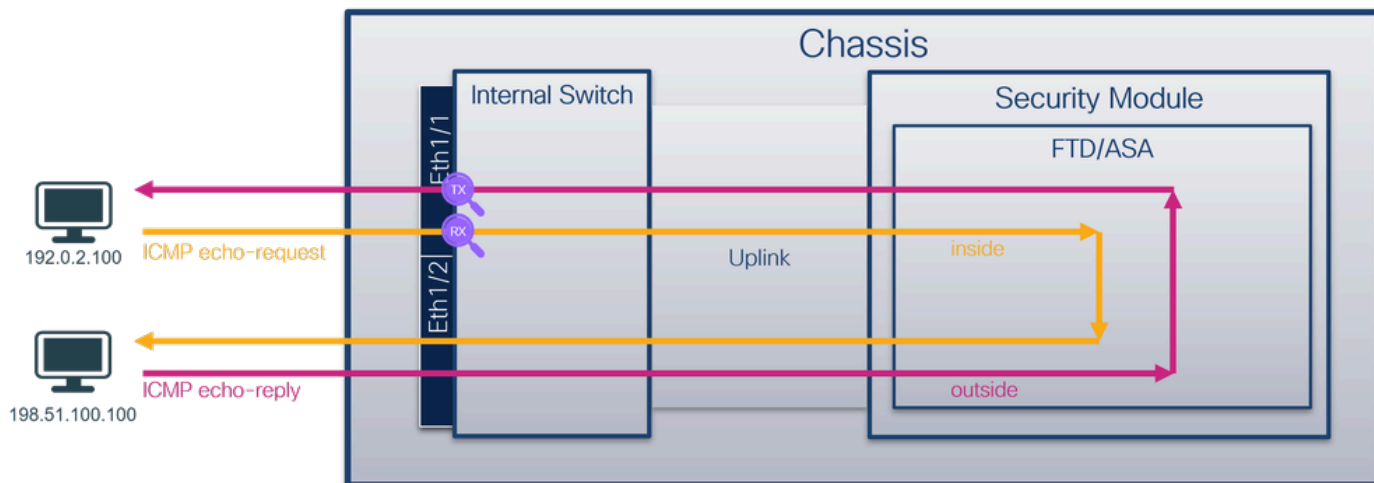 Chassis
Internal Switch
Security Module
FTD/ASA
Eth1/1
TX
RX
192.0.2.100
ICMP echo-request
Uplink
inside
Eth1/2
ICMP echo-reply
outside
198.51.100.100